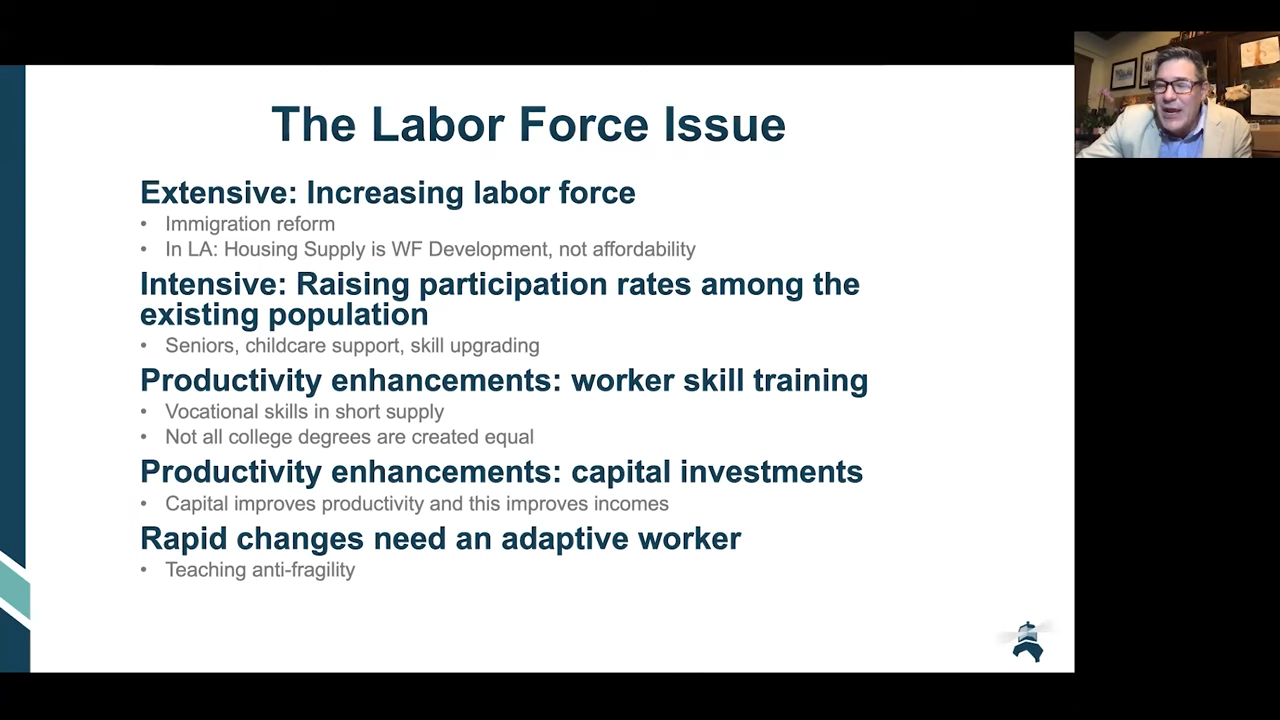 The Labor Force Issue
Extensive: Increasing labor force
• Immigration reform
• In LA: Housing Supply is WF Development, not affordability
Intensive: Raising participation rates among the
existing population
• Seniors, childcare support, skill upgrading
Productivity enhancements: worker skill training
• Vocational skills in short supply
• Not all college degrees are created equal
Productivity enhancements: capital investments
• Capital improves productivity and this improves incomes
Rapid changes need an adaptive worker
• Teaching anti-fragility